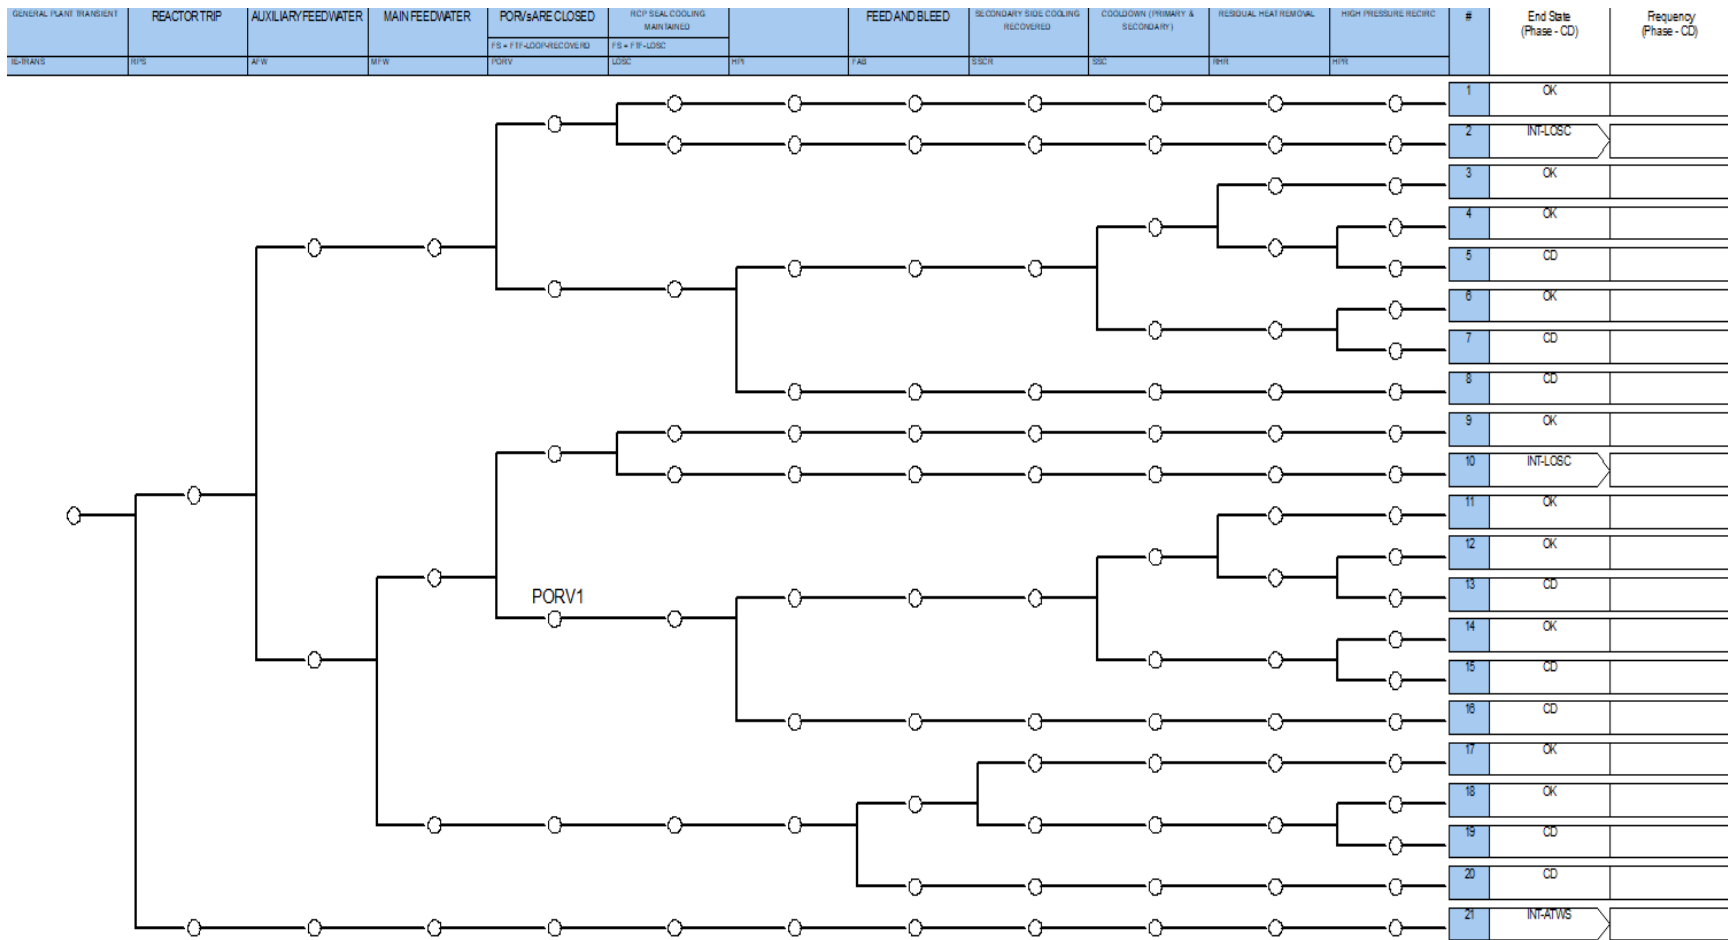 GENERAL PLANT TRANSIENT
REACTOR TRIP
AUXILIARY FEEDWATER
MAIN FEEDWATER
PORVs ARE CLOSED
RCP SEAL COOLING
MAINTAINED
FEED AND BLEED
SECONDARY SIDE COOLING
RECOVERED
COOLDOWN (PRIMARY &
SECONDARY)
RESIDUAL HEAT REMOVAL
HIGH PRESSURE RECIRC
#
End State
(Phase - CD)
Frequency
(Phase - CD)
FS = FTF-LOOP-RECOVERD
FS = FTF-LOSC
IE-TRANS
RPS
AFW
MFW
PORV
LOSC
HPI
FAB
SSCR
SSC
RHR
HPR
1 OK
2 INT-LOSC
3 OK
4 OK
5 CD
6 OK
7 CD
8 CD
9 OK
10 INT-LOSC
11 OK
12 OK
13 CD
PORV1
14 OK
15 CD
16 CD
17 OK
18 OK
19 CD
20 CD
21 INT-ATWS